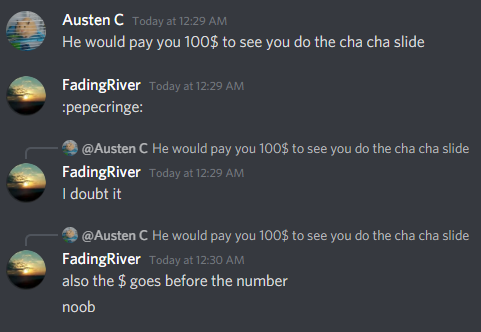 Austen C Today at 12:29 AM
He would pay you 100$ to see you do the cha cha slide
FadingRiver Today at 12:29 AM
:pepecringe:
@Austen C He would pay you 100$ to see you do the cha cha slide
FadingRiver Today at 12:29 AM
I doubt it
@Austen C He would pay you 100$ to see you do the cha cha slide
FadingRiver Today at 12:30 AM
also the $ goes before the number
noob